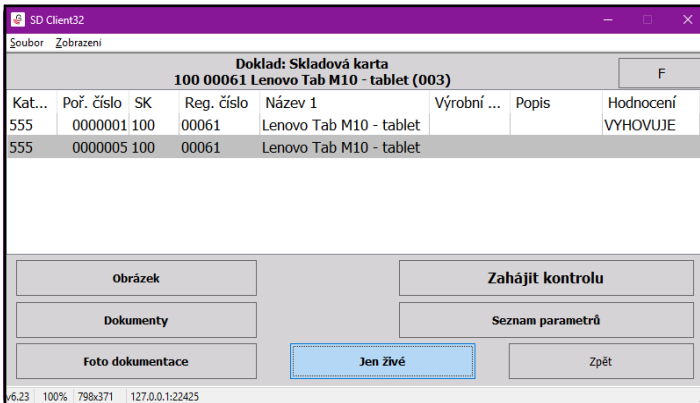 SD Client32
Soubor Zobrazení
Doklad: Skladová karta
100 00061 Lenovo Tab M10 - tablet (003)
F
Kat... Poř. číslo SK Reg. číslo Název 1 Výrobní ... Popis Hodnocení
555 0000001 100 00061 Lenovo Tab M10 - tablet VYHOVUJE
555 0000005 100 00061 Lenovo Tab M10 - tablet
Obrázek Zahájit kontrolu
Dokumenty Seznam parametrů
Foto dokumentace Jen živé Zpět
v6.23 100% 798x371 127.0.0.1:22425